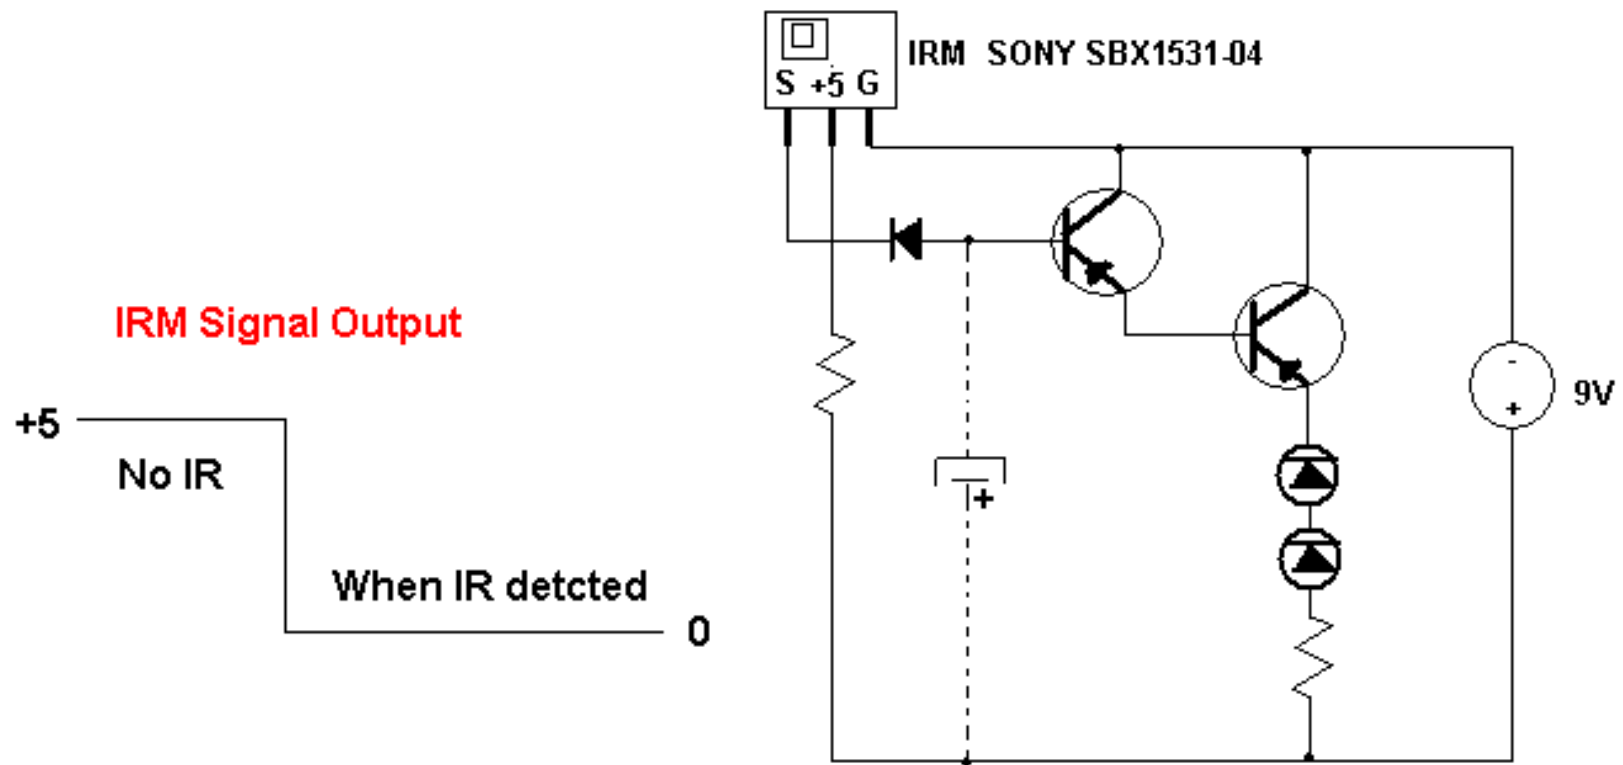 IRM SONY SBX1531-04
S +5 G
IRM Signal Output
-
9V
+
+5
No IR
+
When IR detcted
0